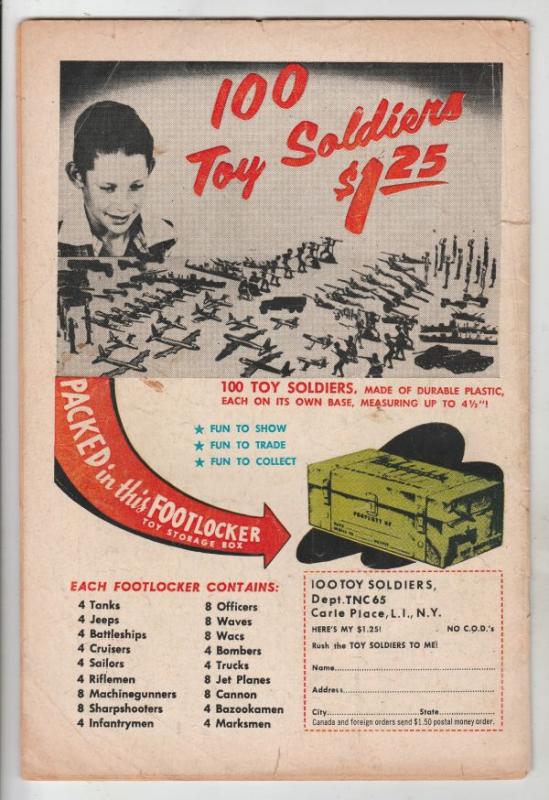 100
Toy Soldiers
$1.25
100 TOY SOLDIERS, MADE OF DURABLE PLASTIC,
EACH ON ITS OWN BASE, MEASURING UP TO 4½"!
PACKED in this FOOTLOCKER
TOY STORAGE BOX
★ FUN TO SHOW
★ FUN TO TRADE
★ FUN TO COLLECT
PROPERTY OF
EACH FOOTLOCKER CONTAINS:
4 Tanks
4 Jeeps
4 Battleships
4 Cruisers
4 Sailors
4 Riflemen
8 Machinegunners
8 Sharpshooters
4 Infantrymen
8 Officers
8 Waves
8 Wacs
4 Bombers
4 Trucks
8 Jet Planes
8 Cannon
4 Bazookamen
4 Marksmen
100 TOY SOLDIERS,
Dept. TNC65
Carle Place, L.I., N.Y.
HERE'S MY $1.25! NO C.O.D.'s
Rush the TOY SOLDIERS TO ME!
Name
Address
City State
Canada and foreign orders send $1.50 postal money order.